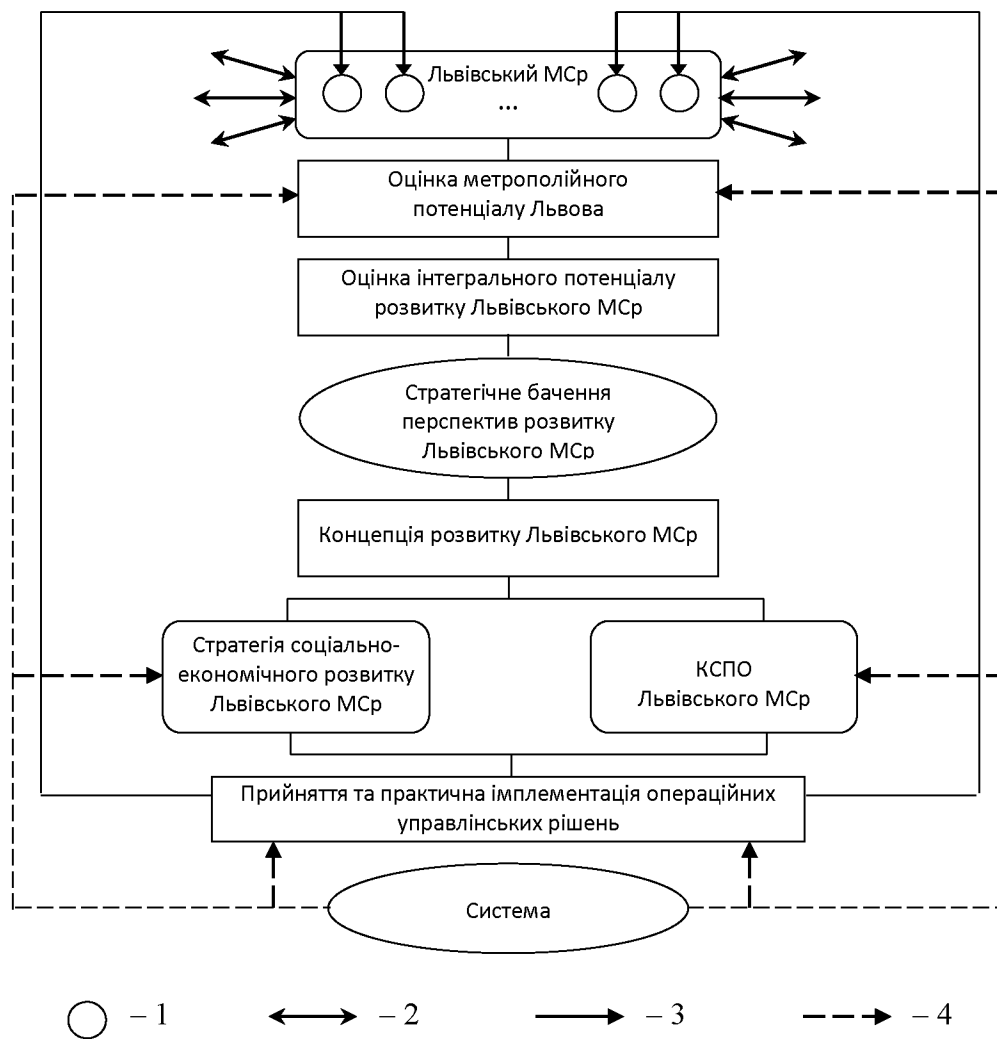 Львівський МСр
...
Оцінка метрополійного
потенціалу Львова
Оцінка інтегрального потенціалу
розвитку Львівського МСр
Стратегічне бачення
перспектив розвитку
Львівського МСр
Концепція розвитку Львівського МСр
Стратегія соціально-
економічного розвитку
Львівського МСр
КСПО
Львівського МСр
Прийняття та практична імплементація операційних
управлінських рішень
Система
– 1
– 2
– 3
– 4